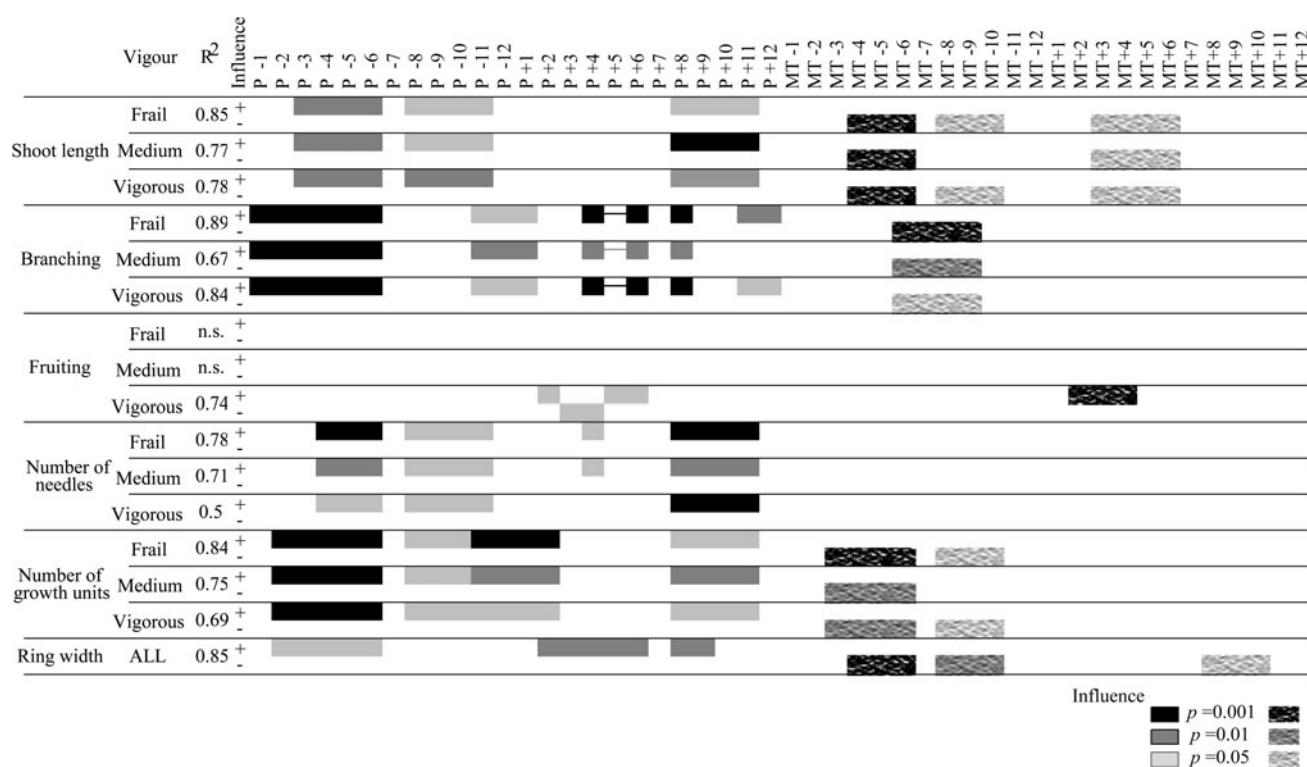 Vigour R² Influence P -1 P -2 P -3 P -4 P -5 P -6 P -7 P -8 P -9 P -10 P -11 P -12 P +1 P +2 P +3 P +4 P +5 P +6 P +7 P +8 P +9 P +10 P +11 P +12 MT -1 MT -2 MT -3 MT -4 MT -5 MT -6 MT -7 MT -8 MT -9 MT -10 MT -11 MT -12 MT+1 MT+2 MT+3 MT+4 MT+5 MT+6 MT+7 MT+8 MT+9 MT+10 MT+11 MT+12
Frail 0.85 +
-
Shoot length Medium 0.77 +
-
Vigorous 0.78 +
-
Frail 0.89 +
-
Branching Medium 0.67 +
-
Vigorous 0.84 +
-
Frail n.s. +
-
Fruiting Medium n.s. +
-
Vigorous 0.74 +
-
Frail 0.78 +
-
Number of needles Medium 0.71 +
-
Vigorous 0.5 +
-
Frail 0.84 +
-
Number of growth units Medium 0.75 +
-
Vigorous 0.69 +
-
Ring width ALL 0.85 +
-
Influence
p =0.001
p =0.01
p =0.05